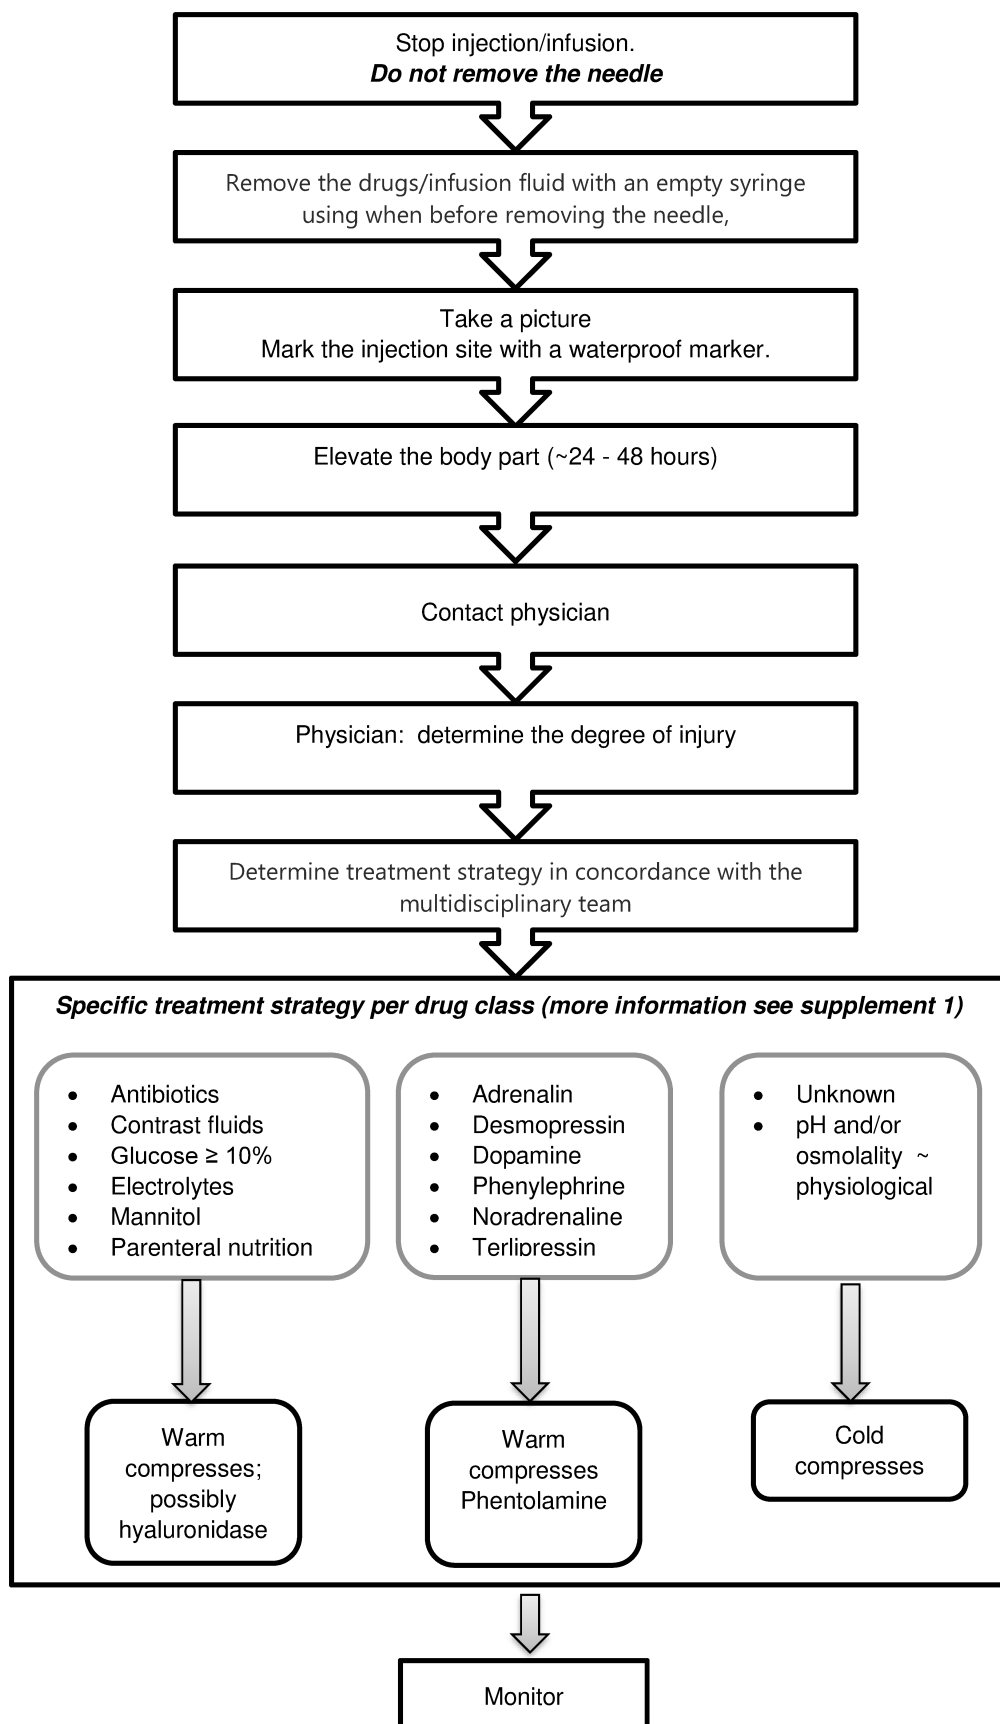 Stop injection/infusion.
Do not remove the needle
Remove the drugs/infusion fluid with an empty syringe
using when before removing the needle,
Take a picture
Mark the injection site with a waterproof marker.
Elevate the body part (~24 - 48 hours)
Contact physician
Physician:  determine the degree of injury
Determine treatment strategy in concordance with the
multidisciplinary team
Specific treatment strategy per drug class (more information see supplement 1)
• Antibiotics
• Contrast fluids
• Glucose ≥ 10%
• Electrolytes
• Mannitol
• Parenteral nutrition
• Adrenalin
• Desmopressin
• Dopamine
• Phenylephrine
• Noradrenaline
• Terlipressin
• Unknown
• pH and/or
osmolality  ~
physiological
Warm
compresses;
possibly
hyaluronidase
Warm
compresses
Phentolamine
Cold
compresses
Monitor